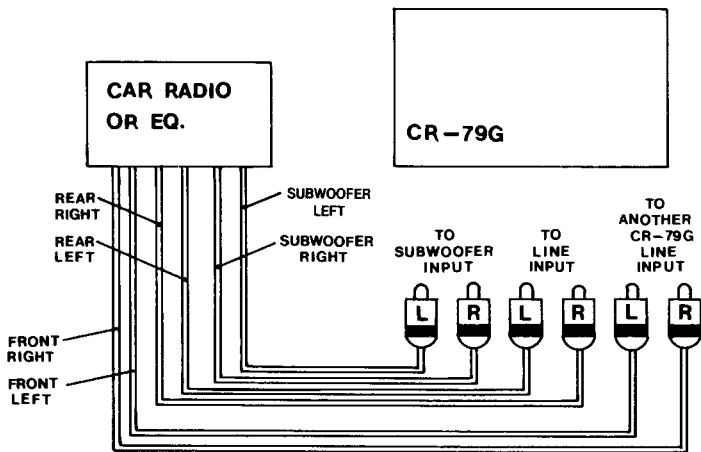 CAR RADIO
OR EQ.
CR-79G
REAR
RIGHT
REAR
LEFT
SUBWOOFER
LEFT
SUBWOOFER
RIGHT
TO
SUBWOOFER
INPUT
TO
LINE
INPUT
TO
ANOTHER
CR-79G
LINE
INPUT
L
R
L
R
L
R
FRONT
RIGHT
FRONT
LEFT